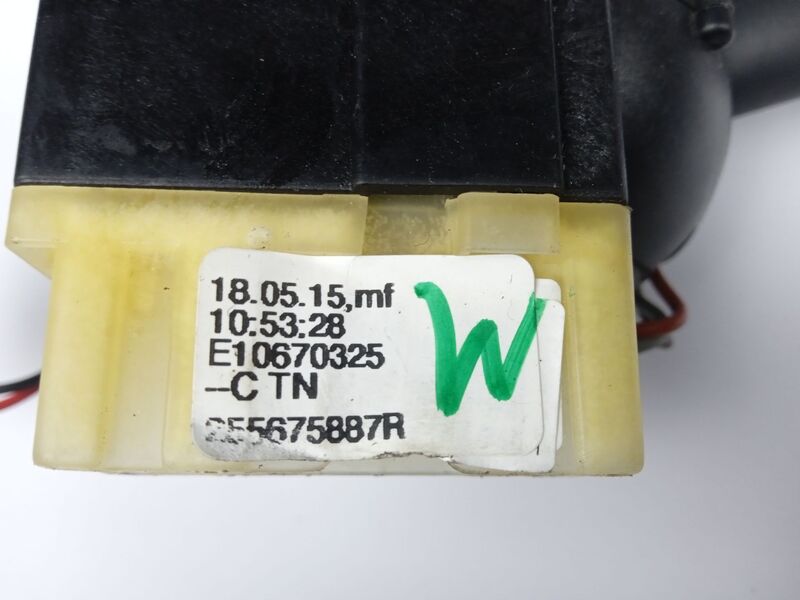 18.05.15,mf
10:53:28
E10670325
--C TN
255675887R
W